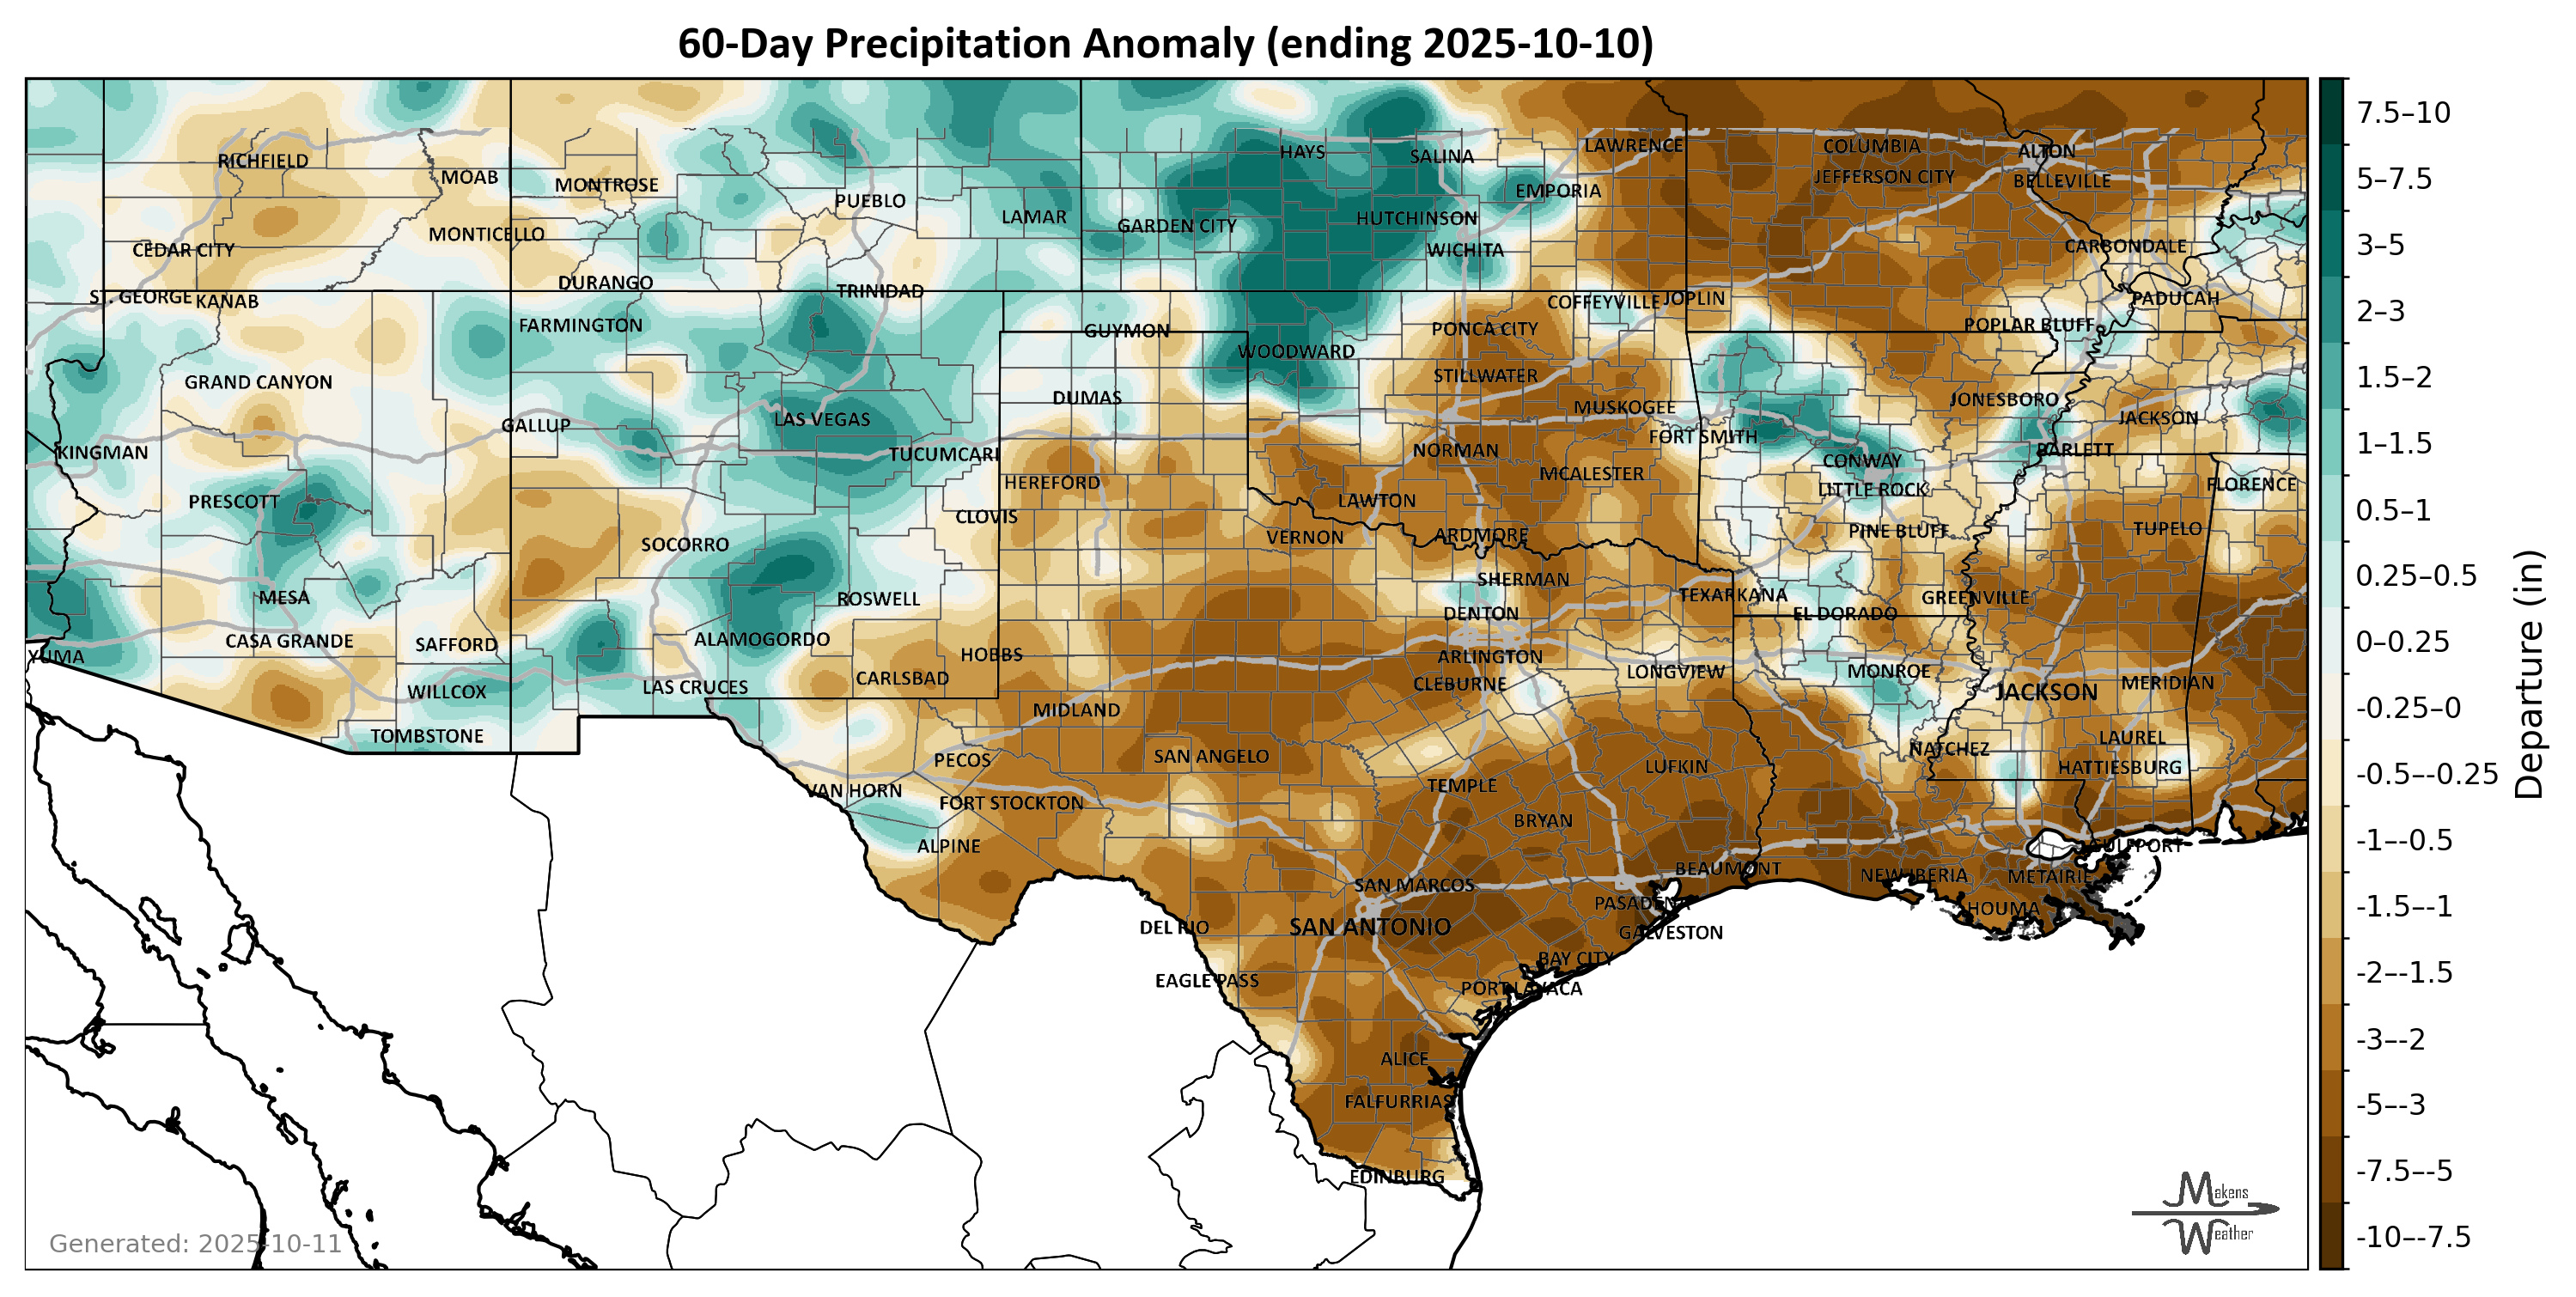 60-Day Precipitation Anomaly (ending 2025-10-10)
RICHFIELD
MOAB
MONTROSE
PUEBLO
LAMAR
HAYS
SALINA
LAWRENCE
COLUMBIA
ALTON
JEFFERSON CITY
BELLEVILLE
EMPORIA
GARDEN CITY
HUTCHINSON
WICHITA
CEDAR CITY
MONTICELLO
CARBONDALE
DURANGO
TRINIDAD
ST. GEORGE
KANAB
COFFEYVILLE
JOPLIN
PADUCAH
FARMINGTON
GUYMON
PONCA CITY
POPLAR BLUFF
WOODWARD
GRAND CANYON
DUMAS
STILLWATER
MUSKOGEE
JONESBORO
JACKSON
GALLUP
LAS VEGAS
FORT SMITH
KINGMAN
TUCUMCARI
NORMAN
CONWAY
BARLETT
HEREFORD
MCALESTER
LITTLE ROCK
FLORENCE
PRESCOTT
LAWTON
CLOVIS
SOCORRO
VERNON
ARDMORE
PINE BLUFF
TUPELO
MESA
ROSWELL
SHERMAN
TEXARKANA
GREENVILLE
DENTON
EL DORADO
CASA GRANDE
SAFFORD
ALAMOGORDO
HOBBS
ARLINGTON
YUMA
CARLSBAD
CLEBURNE
LONGVIEW
MONROE
JACKSON
MERIDIAN
WILLCOX
LAS CRUCES
MIDLAND
TOMBSTONE
PECOS
SAN ANGELO
NATCHEZ
LAUREL
HATTIESBURG
VAN HORN
FORT STOCKTON
TEMPLE
LUFKIN
ALPINE
BRYAN
GULFPORT
SAN MARCOS
BEAUMONT
NEW IBERIA
METAIRIE
PASADENA
HOUMA
DEL RIO
SAN ANTONIO
GALVESTON
EAGLE PASS
BAY CITY
PORT LAVACA
ALICE
FALFURRIAS
EDINBURG
7.5–10
5–7.5
3–5
2–3
1.5–2
1–1.5
0.5–1
0.25–0.5
0–0.25
-0.25–0
-0.5–-0.25
-1–-0.5
-1.5–-1
-2–-1.5
-3–-2
-5–-3
-7.5–-5
-10–-7.5
Departure (in)
Makens
Weather
Generated: 2025-10-11